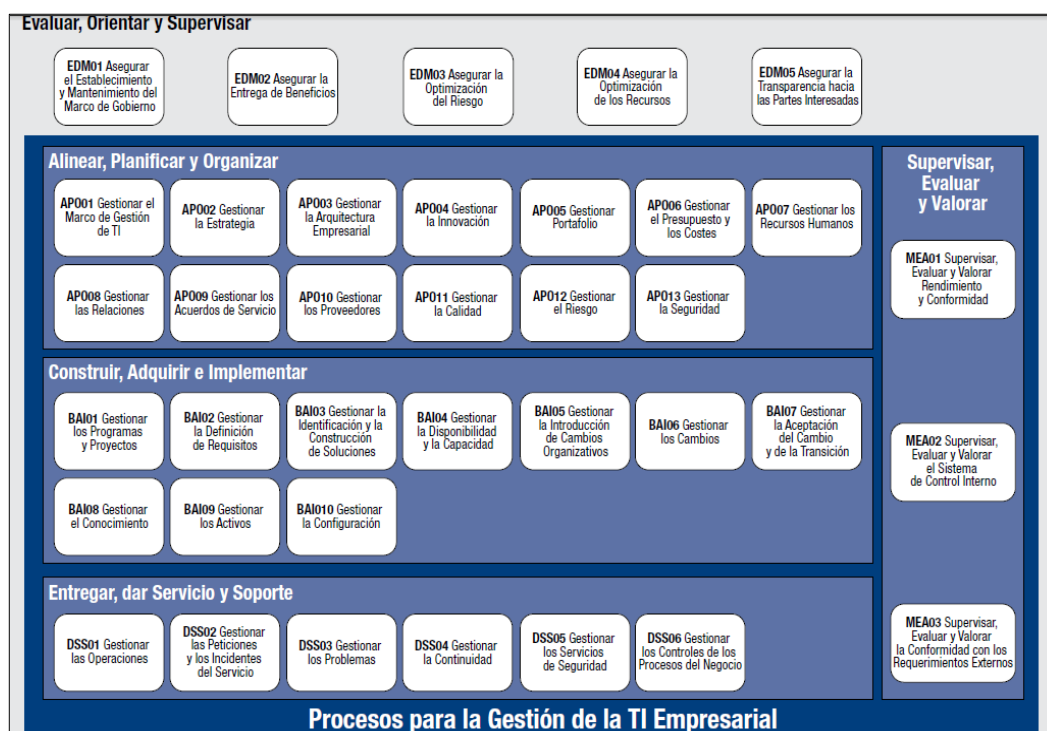 Evaluar, Orientar y Supervisar
EDM01 Asegurar
el Establecimiento
y Mantenimiento del
Marco de Gobierno
EDM02 Asegurar la
Entrega de Beneficios
EDM03 Asegurar la
Optimización
del Riesgo
EDM04 Asegurar la
Optimización
de los Recursos
EDM05 Asegurar la
Transparencia hacia
las Partes Interesadas
Alinear, Planificar y Organizar
APO01 Gestionar el
Marco de Gestión
de TI
APO02 Gestionar
la Estrategia
APO03 Gestionar
la Arquitectura
Empresarial
APO04 Gestionar
la Innovación
APO05 Gestionar
Portafolio
APO06 Gestionar
el Presupuesto y
los Costes
APO07 Gestionar los
Recursos Humanos
APO08 Gestionar
las Relaciones
APO09 Gestionar los
Acuerdos de Servicio
APO10 Gestionar
los Proveedores
APO11 Gestionar
la Calidad
APO12 Gestionar
el Riesgo
APO13 Gestionar
la Seguridad
Construir, Adquirir e Implementar
BAI01 Gestionar
los Programas
y Proyectos
BAI02 Gestionar
la Definición
de Requisitos
BAI03 Gestionar la
Identificación y la
Construcción
de Soluciones
BAI04 Gestionar
la Disponibilidad
y la Capacidad
BAI05 Gestionar
la Introducción
de Cambios
Organizativos
BAI06 Gestionar
los Cambios
BAI07 Gestionar
la Aceptación
del Cambio
y de la Transición
BAI08 Gestionar
el Conocimiento
BAI09 Gestionar
los Activos
BAI010 Gestionar
la Configuración
Entregar, dar Servicio y Soporte
DSS01 Gestionar
las Operaciones
DSS02 Gestionar
las Peticiones
y los Incidentes
del Servicio
DSS03 Gestionar
los Problemas
DSS04 Gestionar
la Continuidad
DSS05 Gestionar
los Servicios
de Seguridad
DSS06 Gestionar
los Controles de los
Procesos del Negocio
Supervisar,
Evaluar
y Valorar
MEA01 Supervisar,
Evaluar y Valorar
Rendimiento
y Conformidad
MEA02 Supervisar,
Evaluar y Valorar
el Sistema
de Control Interno
MEA03 Supervisar,
Evaluar y Valorar
la Conformidad con los
Requerimientos Externos
Procesos para la Gestión de la TI Empresarial